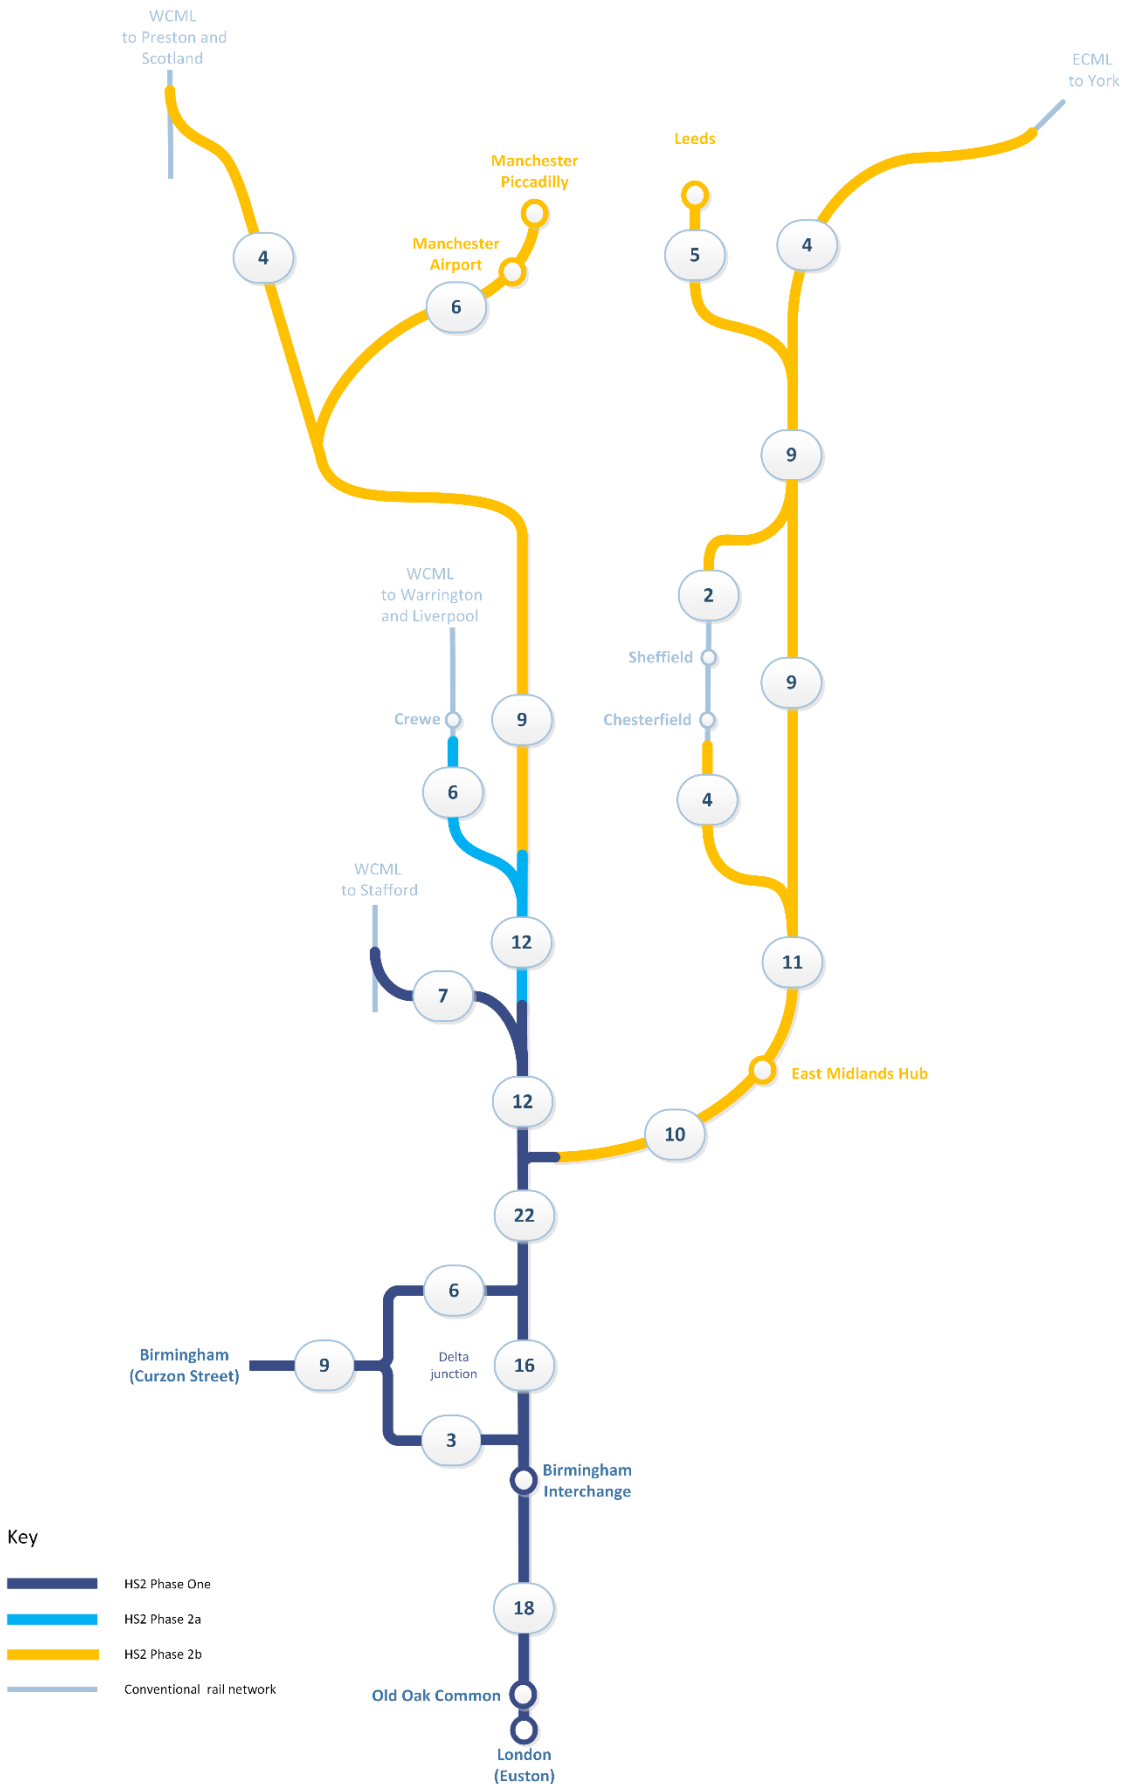 WCML
to Preston and
Scotland
ECML
to York
Leeds
Manchester
Piccadilly
Manchester
Airport
4
5
4
6
9
WCML
to Warrington
and Liverpool
2
Sheffield
9
Crewe
9
Chesterfield
6
4
WCML
to Stafford
12
11
7
East Midlands Hub
12
10
22
6
Birmingham
(Curzon Street)
9
Delta
junction
16
3
Birmingham
Interchange
Key
HS2 Phase One
18
HS2 Phase 2a
HS2 Phase 2b
Conventional rail network
Old Oak Common
London
(Euston)